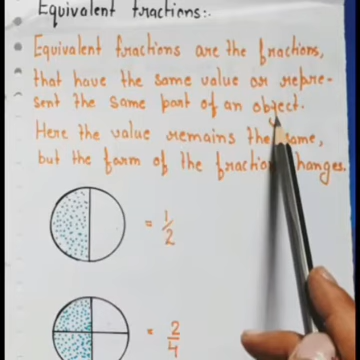 Equivalent fractions:-
Equivalent fractions are the fractions,
that have the same value or repre-
sent the same part of an object.
Here the value remains the same,
but the form of the fraction changes.
= 1/2
= 2/4